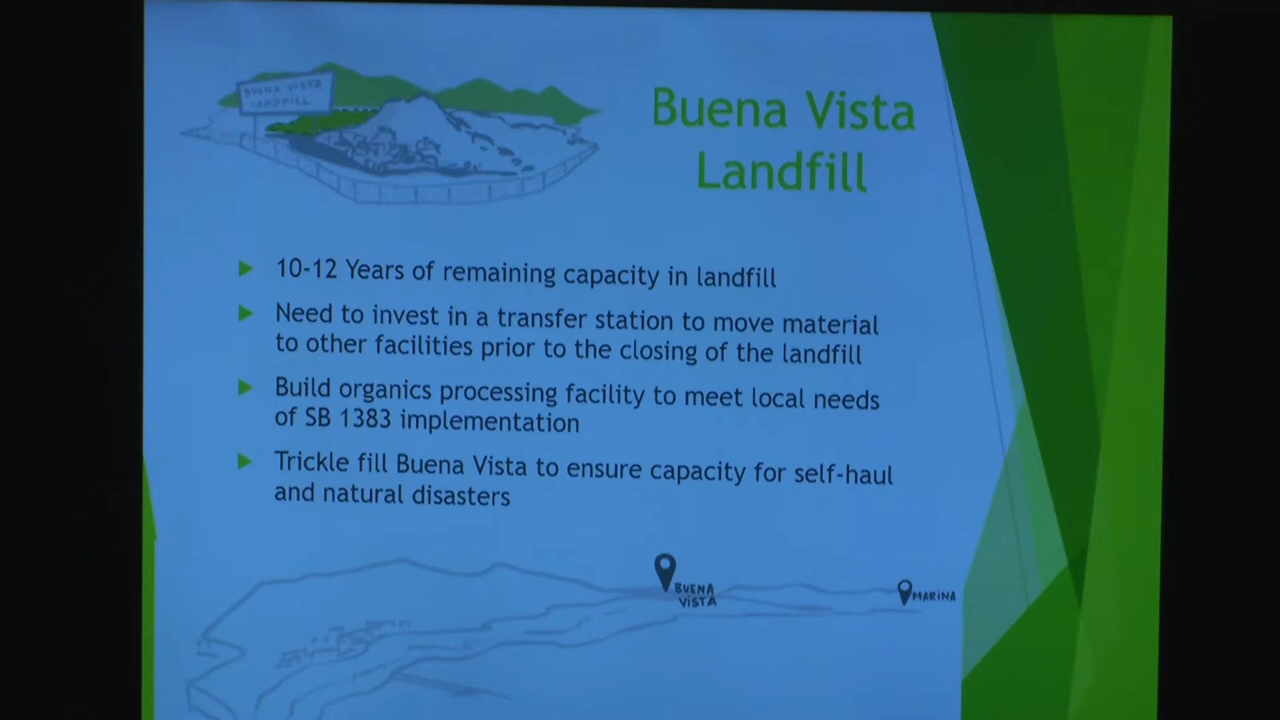 BUENA VISTA
LANDFILL
Buena Vista
Landfill
10-12 Years of remaining capacity in landfill
Need to invest in a transfer station to move material
to other facilities prior to the closing of the landfill
Build organics processing facility to meet local needs
of SB 1383 implementation
Trickle fill Buena Vista to ensure capacity for self-haul
and natural disasters
BUENA
VISTA
MARINA